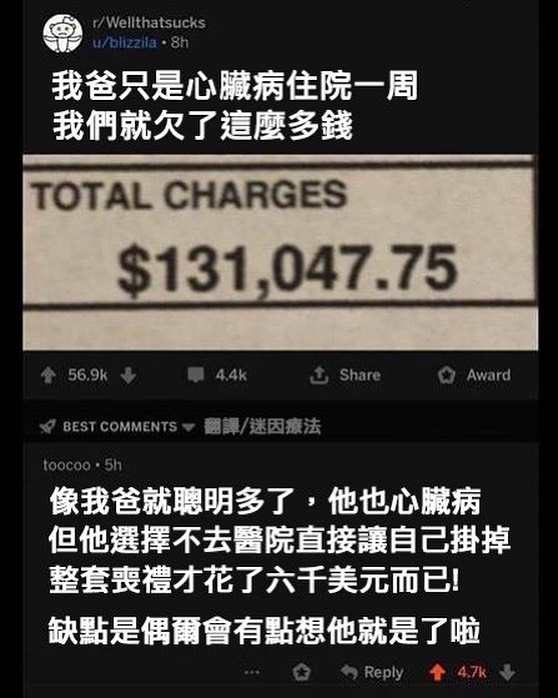 r/Wellthatsucks
u/blizzila • 8h
我爸只是心臟病住院一周
我們就欠了這麼多錢
TOTAL CHARGES
$131,047.75
56.9k 4.4k Share Award
BEST COMMENTS 翻譯/迷因療法
toocoo • 5h
像我爸就聰明多了，他也心臟病
但他選擇不去醫院直接讓自己掛掉
整套喪禮才花了六千美元而已!
缺點是偶爾會有點想他就是了啦
... Reply 4.7k